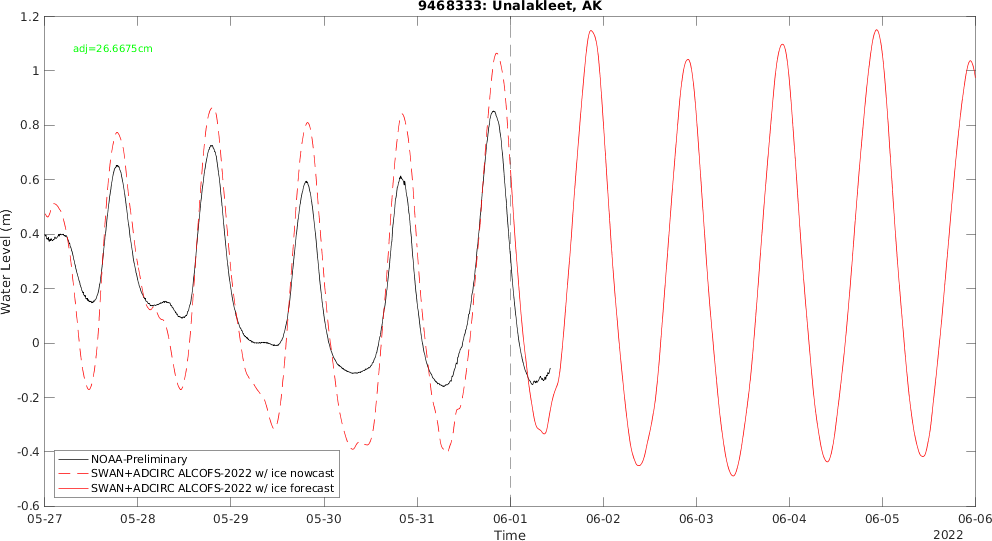 9468333: Unalakleet, AK
adj=26.6675cm
1.2
1
0.8
0.6
0.4
0.2
0
-0.2
-0.4
-0.6
Water Level (m)
NOAA-Preliminary
SWAN+ADCIRC ALCOFS-2022 w/ ice nowcast
SWAN+ADCIRC ALCOFS-2022 w/ ice forecast
05-27 05-28 05-29 05-30 05-31 06-01 06-02 06-03 06-04 06-05 06-06
Time
2022